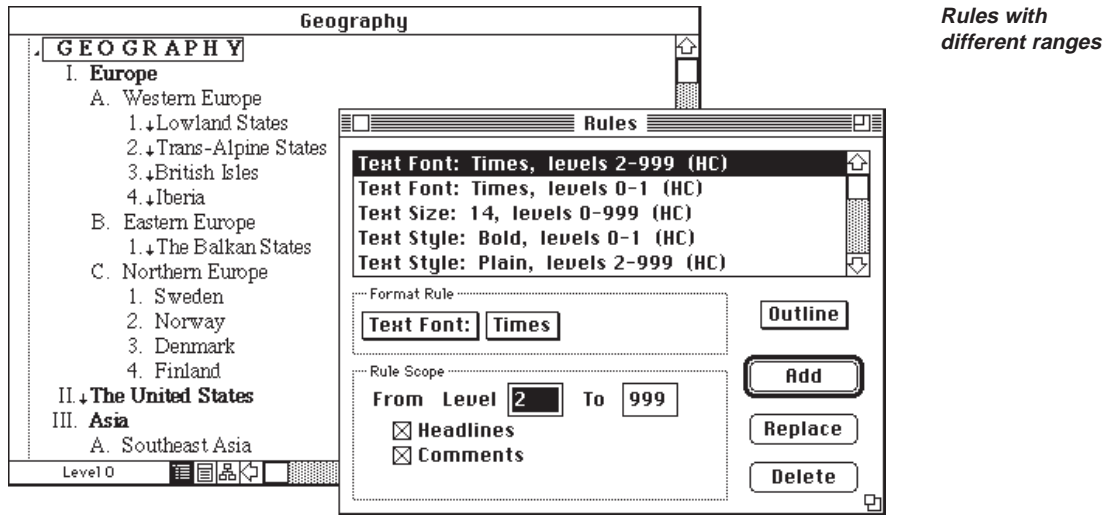 Geography
GEOGRAPHY
I. Europe
A. Western Europe
1.↓Lowland States
2.↓Trans-Alpine States
3.↓British Isles
4.↓Iberia
B. Eastern Europe
1.↓The Balkan States
C. Northern Europe
1. Sweden
2. Norway
3. Denmark
4. Finland
II.↓The United States
III. Asia
A. Southeast Asia
Level 0
Rules
Text Font: Times, levels 2-999 (HC)
Text Font: Times, levels 0-1 (HC)
Text Size: 14, levels 0-999 (HC)
Text Style: Bold, levels 0-1 (HC)
Text Style: Plain, levels 2-999 (HC)
Format Rule
Text Font: Times
Outline
Rule Scope
From Level 2 To 999
Headlines
Comments
Add
Replace
Delete
Rules with
different ranges